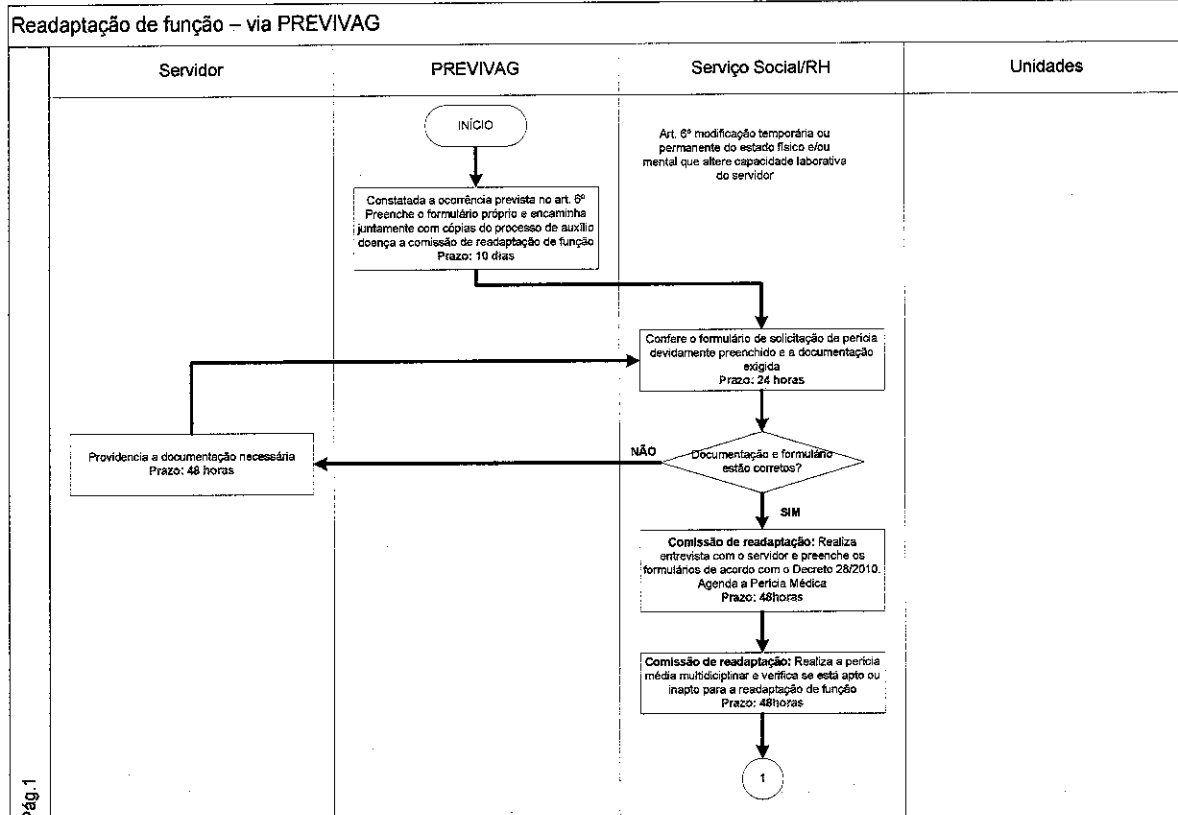 Readaptação de função – via PREVIVAG
Servidor
PREVIVAG
Serviço Social/RH
Unidades
INÍCIO
Art. 6º modificação temporária ou
permanente do estado físico e/ou
mental que altere capacidade laborativa
do servidor
Constatada a ocorrência prevista no art. 6º
Preenche o formulário próprio e encaminha
juntamente com cópias do processo de auxílio
doença a comissão de readaptação de função
Prazo: 10 dias
Confere o formulário de solicitação de perícia
devidamente preenchido e a documentação
exigida
Prazo: 24 horas
Providencia a documentação necessária
Prazo: 48 horas
NÃO
Documentação e formulário
estão corretos?
SIM
Comissão de readaptação: Realiza
entrevista com o servidor e preenche os
formulários de acordo com o Decreto 28/2010.
Agenda a Perícia Médica
Prazo: 48horas
Comissão de readaptação: Realiza a perícia
média multidiciplinar e verifica se está apto ou
inapto para a readaptação de função
Prazo: 48horas
1
Pág.1